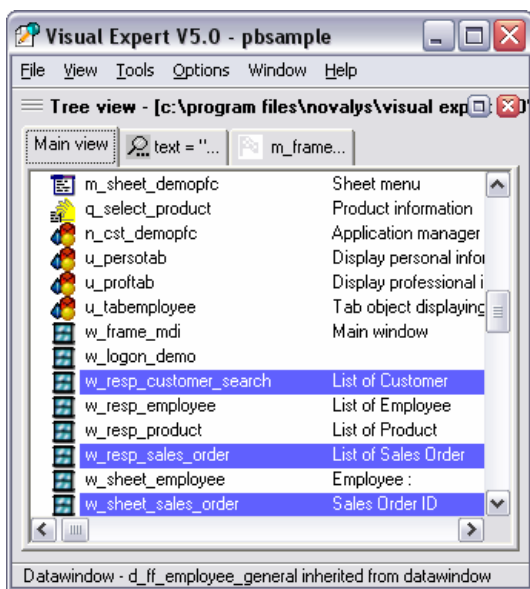 Visual Expert V5.0 - pbsample
File View Tools Options Window Help
Tree view - [c:\program files\novalys\visual exp
Main view text = "... m_frame...
m_sheet_demopfc Sheet menu
q_select_product Product information
n_cst_demopfc Application manager
u_persotab Display personal infor
u_proftab Display professional i
u_tabemployee Tab object displaying
w_frame_mdi Main window
w_logon_demo
w_resp_customer_search List of Customer
w_resp_employee List of Employee
w_resp_product List of Product
w_resp_sales_order List of Sales Order
w_sheet_employee Employee :
w_sheet_sales_order Sales Order ID
Datawindow - d_ff_employee_general inherited from datawindow